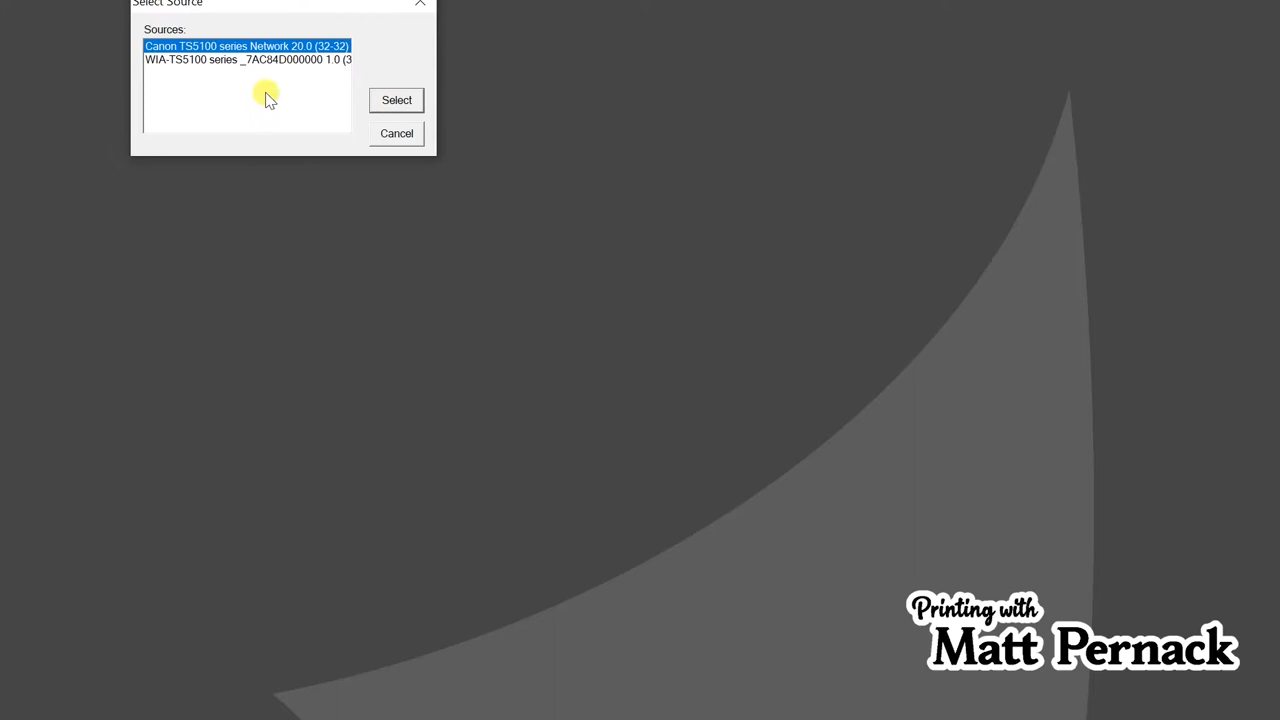 Select Source
Sources:
Canon TS5100 series Network 20.0 (32-32)
WIA-TS5100 series _7AC84D000000 1.0 (3
Select
Cancel
Printing with
Matt Pernack